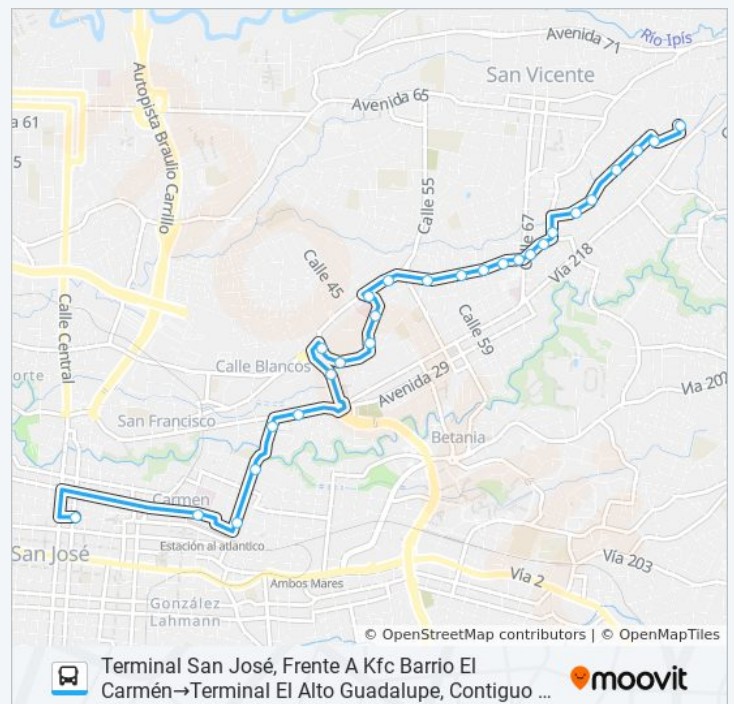 Avenida 71
Río Ipís
San Vicente
Autopista Braulio Carrillo
Avenida 65
a 61
5
Calle 55
Calle 67
Calle 45
Vía 218
Calle Central
Calle 59
Calle Blancos
orte
Avenida 29
San Francisco
Betania
Carmen
San José
Estación al atlantico
Vía 203
Ambos Mares
Vía 2
González
Lahmann
© OpenStreetMap contributors | © OpenMapTiles
Terminal San José, Frente A Kfc Barrio El
Carmén→Terminal El Alto Guadalupe, Contiguo ...
moovit